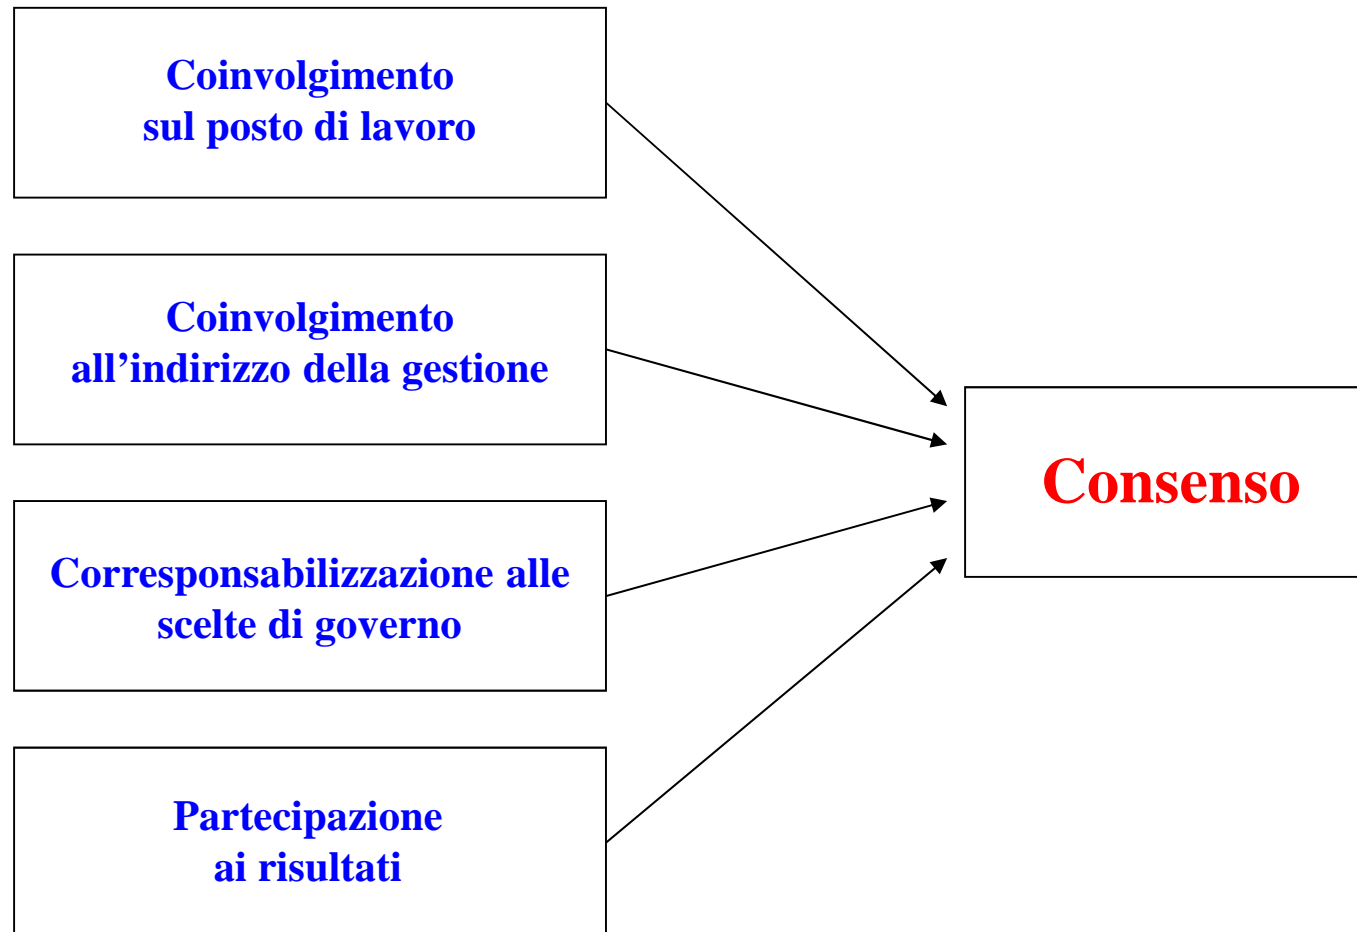 Coinvolgimento
sul posto di lavoro
Coinvolgimento
all’indirizzo della gestione
Consenso
Corresponsabilizzazione alle
scelte di governo
Partecipazione
ai risultati